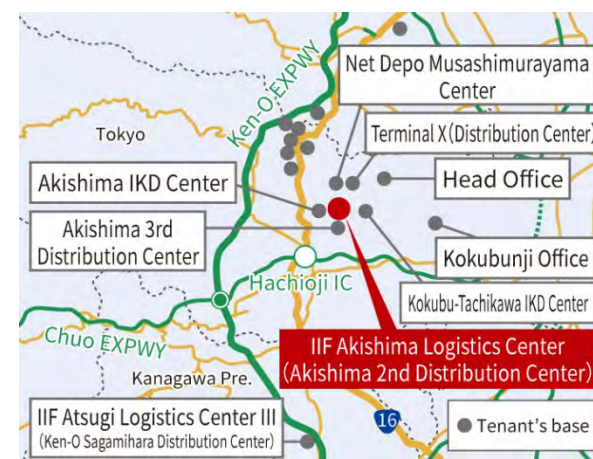 Ken-O EXPWY
Net Depo Musashimurayama
Center
Tokyo
Terminal X(Distribution Center)
Akishima IKD Center
Head Office
Akishima 3rd
Distribution Center
Kokubunji Office
Hachioji IC
Kokubu-Tachikawa IKD Center
Chuo EXPWY
IIF Akishima Logistics Center
(Akishima 2nd Distribution Center)
Kanagawa Pre.
IIF Atsugi Logistics Center III
(Ken-O Sagamihara Distribution Center)
16
Tenant's base